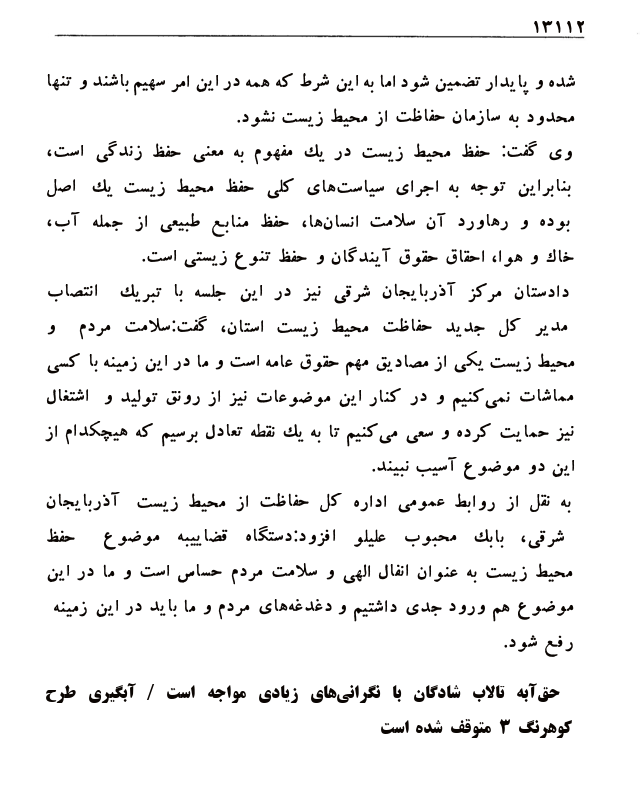 ۱۳۱۱۲
شده و پایدار تضمین شود اما به این شرط که همه در این امر سهیم باشند و تنها
محدود به سازمان حفاظت از محیط زیست نشود.
وی گفت: حفظ محیط زیست در یك مفهوم به معنی حفظ زندگی است،
بنابراین توجه به اجرای سیاست‌های کلی حفظ محیط زیست یك اصل
بوده و رهاورد آن سلامت انسان‌ها، حفظ منابع طبیعی از جمله آب،
خاك و هوا، احقاق حقوق آیندگان و حفظ تنوع زیستی است.
دادستان مرکز آذربایجان شرقی نیز در این جلسه با تبریك انتصاب
مدیر کل جدید حفاظت محیط زیست استان، گفت:سلامت مردم و
محیط زیست یکی از مصادیق مهم حقوق عامه است و ما در این زمینه با کسی
مماشات نمی‌کنیم و در کنار این موضوعات نیز از رونق تولید و اشتغال
نیز حمایت کرده و سعی می‌کنیم تا به یك نقطه تعادل برسیم که هیچکدام از
این دو موضوع آسیب نبیند.
به نقل از روابط عمومی اداره کل حفاظت از محیط زیست آذربایجان
شرقی، بابك محبوب علیلو افزود:دستگاه قضاییبه موضوع حفظ
محیط زیست به عنوان انفال الهی و سلامت مردم حساس است و ما در این
موضوع هم ورود جدی داشتیم و دغدغه‌های مردم و ما باید در این زمینه
رفع شود.
حق‌آبه تالاب شادگان با نگرانی‌های زیادی مواجه است / آبگیری طرح
کوهرنگ ۳ متوقف شده است